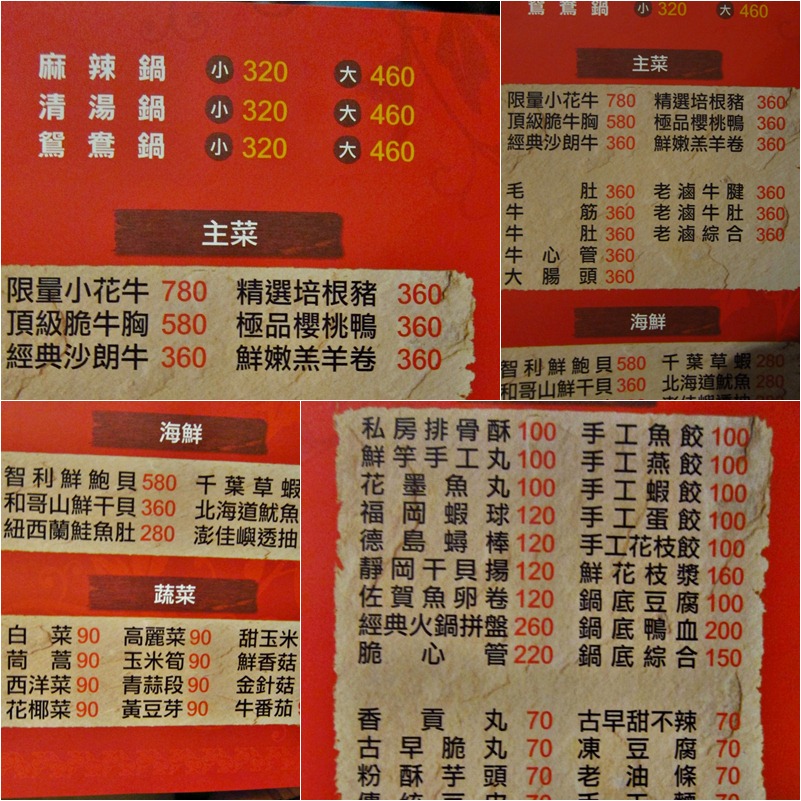 麻辣鍋 小 320 大 460
清湯鍋 小 320 大 460
鴛鴦鍋 小 320 大 460
主菜
限量小花牛 780 精選培根豬 360
頂級脆牛胸 580 極品櫻桃鴨 360
經典沙朗牛 360 鮮嫩羔羊卷 360
鴛鴦鍋 小 320 大 460
主菜
限量小花牛 780 精選培根豬 360
頂級脆牛胸 580 極品櫻桃鴨 360
經典沙朗牛 360 鮮嫩羔羊卷 360
毛肚 360 老滷牛腱 360
牛筋 360 老滷牛肚 360
牛肚 360 老滷綜合 360
牛心管 360
大腸頭 360
海鮮
智利鮮鮑貝 580 千葉草蝦 280
和哥山鮮干貝 360 北海道魷魚 280
海鮮
智利鮮鮑貝 580 千葉草蝦
和哥山鮮干貝 360 北海道魷魚
紐西蘭鮭魚肚 280 澎佳嶼透抽
蔬菜
白菜 90 高麗菜 90 甜玉米
茼蒿 90 玉米筍 90 鮮香菇
西洋菜 90 青蒜段 90 金針菇
花椰菜 90 黃豆芽 90 牛番茄
私房排骨酥 100 手工魚餃 100
鮮竽手工丸 100 手工燕餃 100
花墨魚丸 100 手工蝦餃 100
福岡蝦球 120 手工蛋餃 100
德島蟳棒 120 手工花枝餃 100
靜岡干貝揚 120 鮮花枝漿 160
佐賀魚卵卷 120 鍋底豆腐 100
經典火鍋拼盤 260 鍋底鴨血 200
脆心管 220 鍋底綜合 150
香貢丸 70 古早甜不辣 70
古早脆丸 70 凍豆腐 70
粉酥芋頭 70 老油條 70